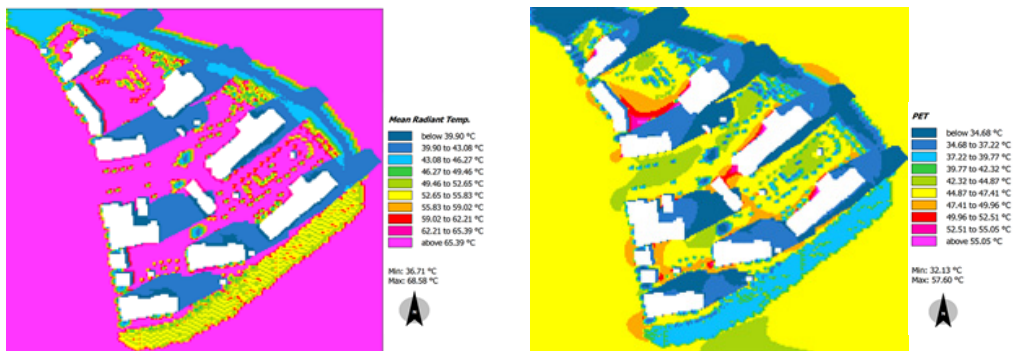 Mean Radiant Temp.
below 39.90 °C
39.90 to 43.08 °C
43.08 to 46.27 °C
46.27 to 49.46 °C
49.46 to 52.65 °C
52.65 to 55.83 °C
55.83 to 59.02 °C
59.02 to 62.21 °C
62.21 to 65.39 °C
above 65.39 °C
Min: 36.71 °C
Max: 68.58 °C
PET
below 34.68 °C
34.68 to 37.22 °C
37.22 to 39.77 °C
39.77 to 42.32 °C
42.32 to 44.87 °C
44.87 to 47.41 °C
47.41 to 49.96 °C
49.96 to 52.51 °C
52.51 to 55.05 °C
above 55.05 °C
Min: 32.13 °C
Max: 57.60 °C